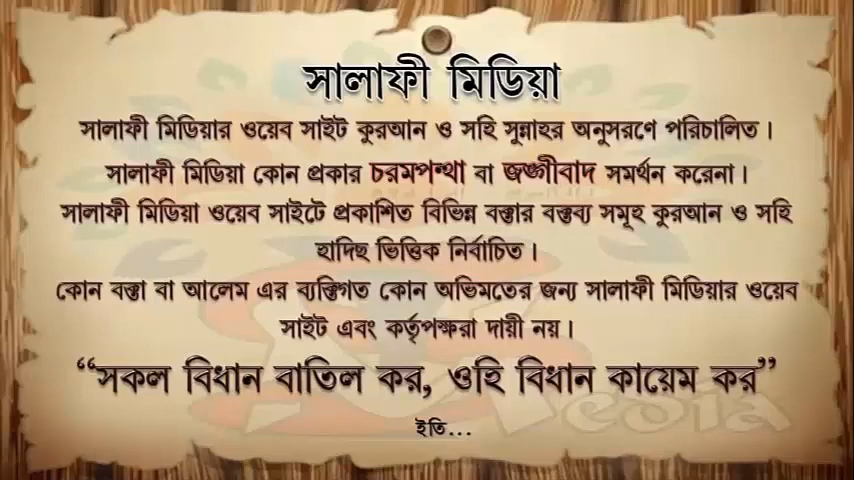 সালাফী মিডিয়া
সালাফী মিডিয়ার ওয়েব সাইট কুরআন ও সহি সুন্নাহর অনুসরণে পরিচালিত।
সালাফী মিডিয়া কোন প্রকার চরমপন্থা বা জঙ্গীবাদ সমর্থন করেনা।
সালাফী মিডিয়া ওয়েব সাইটে প্রকাশিত বিভিন্ন বক্তার বক্তব্য সমূহ কুরআন ও সহি
হাদিছ ভিত্তিক নির্বাচিত।
কোন বক্তা বা আলেম এর ব্যক্তিগত কোন অভিমতের জন্য সালাফী মিডিয়ার ওয়েব
সাইট এবং কর্তৃপক্ষরা দায়ী নয়।
“সকল বিধান বাতিল কর, ওহি বিধান কায়েম কর”
ইতি...